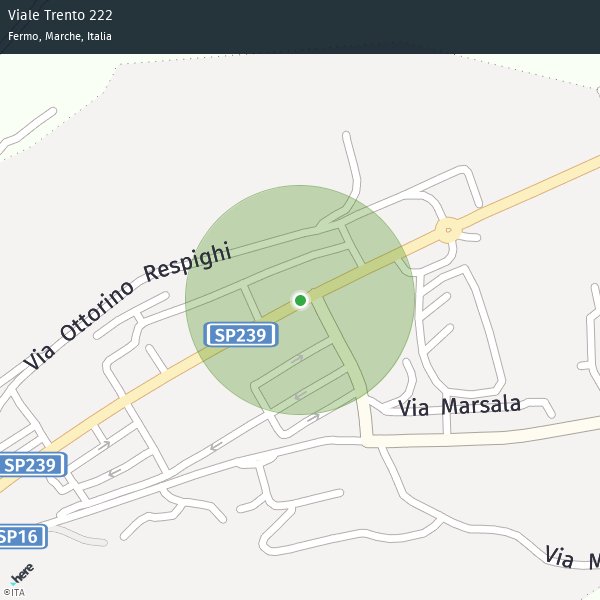 Viale Trento 222
Fermo, Marche, Italia
Via Ottorino Respighi
SP239
Via Marsala
SP239
SP16
Via M
here
©ITA